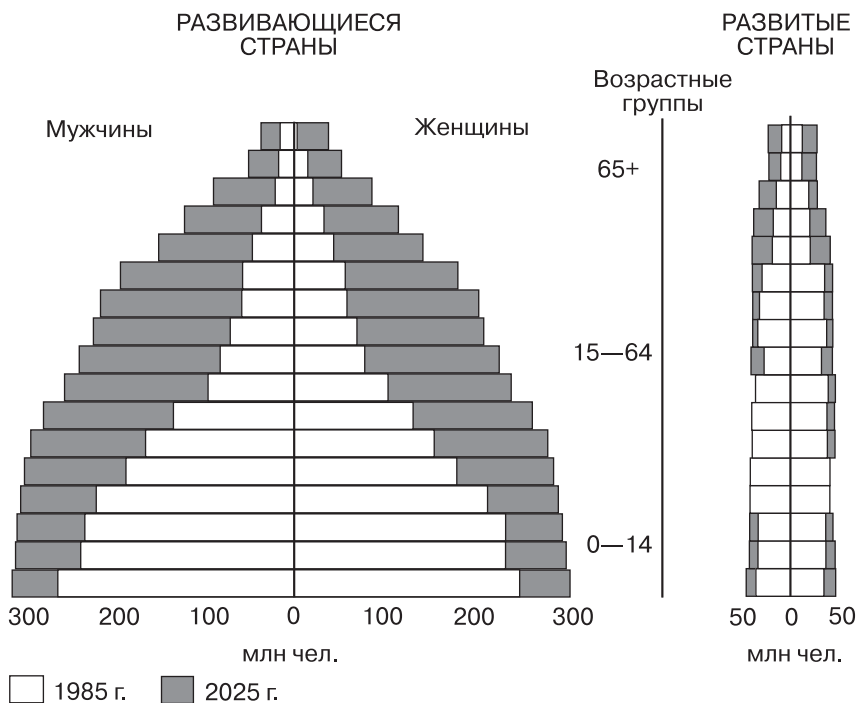 РАЗВИВАЮЩИЕСЯ
СТРАНЫ
РАЗВИТЫЕ
СТРАНЫ
Возрастные
группы
Мужчины
Женщины
65+
15—64
0—14
300 200 100 0 100 200 300
50 0 50
млн чел.
млн чел.
1985 г. 2025 г.